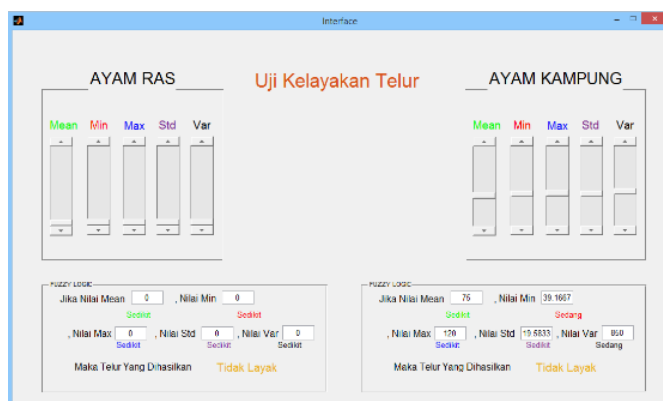 Interface
Uji Kelayakan Telur
AYAM RAS
Mean Min Max Std Var
AYAM KAMPUNG
Mean Min Max Std Var
FUZZY LOGIC
Jika Nilai Mean 0 , Nilai Min 0
Sedikit Sedikit
, Nilai Max 0 , Nilai Std 0 , Nilai Var 0
Sedikit Sedikit Sedikit
Maka Telur Yang Dihasilkan Tidak Layak
FUZZY LOGIC
Jika Nilai Mean 75 , Nilai Min 39.1667
Sedikit Sedang
, Nilai Max 120 , Nilai Std 19.5833 , Nilai Var 850
Sedikit Sedikit Sedang
Maka Telur Yang Dihasilkan Tidak Layak